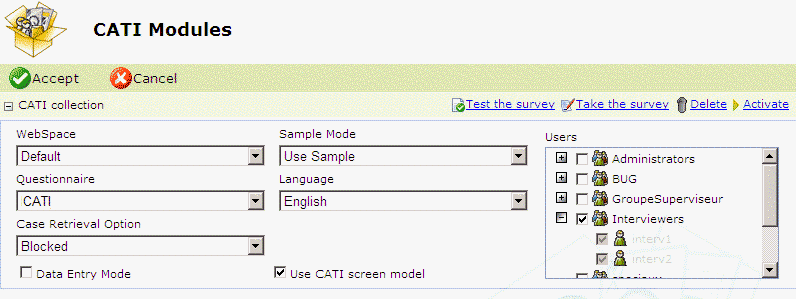 CATI Modules
Accept Cancel
CATI collection Test the survey Take the survey Delete Activate
WebSpace Sample Mode Users
Default Use Sample Administrators
Questionnaire Language BUG
CATI English GroupeSuperviseur
Case Retrieval Option Interviewers
Blocked interv1
Data Entry Mode Use CATI screen model interv2